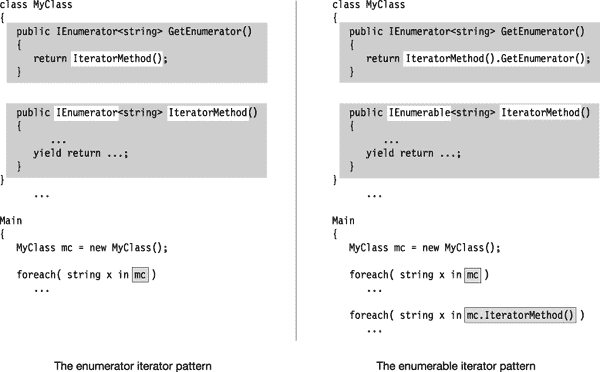 class MyClass
{
public IEnumerator<string> GetEnumerator()
{
return IteratorMethod();
}
public IEnumerator<string> IteratorMethod()
{
...
yield return ...;
}
}
...
Main
{
MyClass mc = new MyClass();
foreach( string x in mc )
...
The enumerator iterator pattern
class MyClass
{
public IEnumerator<string> GetEnumerator()
{
return IteratorMethod().GetEnumerator();
}
public IEnumerable<string> IteratorMethod()
{
...
yield return ...;
}
}
...
Main
{
MyClass mc = new MyClass();
foreach( string x in mc )
...
foreach( string x in mc.IteratorMethod() )
...
The enumerable iterator pattern